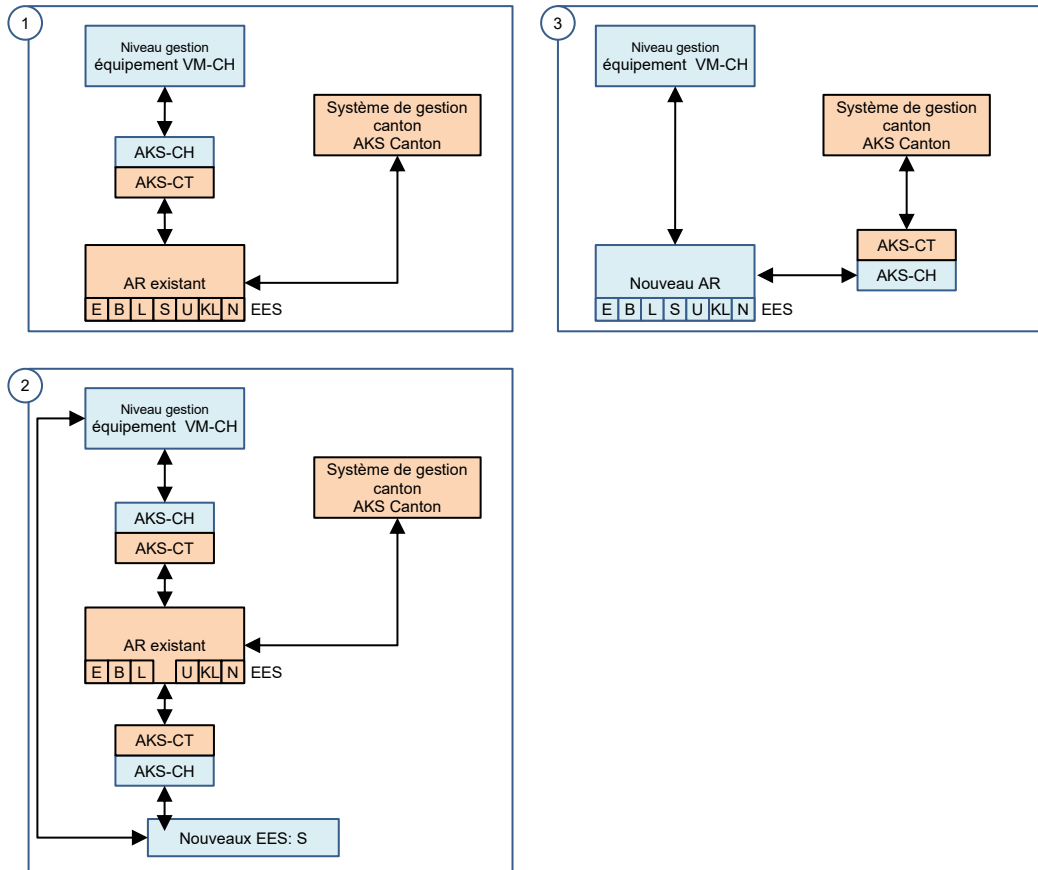 1
Niveau gestion
équipement VM-CH
AKS-CH
AKS-CT
Système de gestion
canton
AKS Canton
AR existant
E B L S U KL N EES
3
Niveau gestion
équipement VM-CH
Système de gestion
canton
AKS Canton
AKS-CT
AKS-CH
Nouveau AR
E B L S U KL N EES
2
Niveau gestion
équipement VM-CH
AKS-CH
AKS-CT
Système de gestion
canton
AKS Canton
AR existant
E B L U KL N EES
AKS-CT
AKS-CH
Nouveaux EES: S